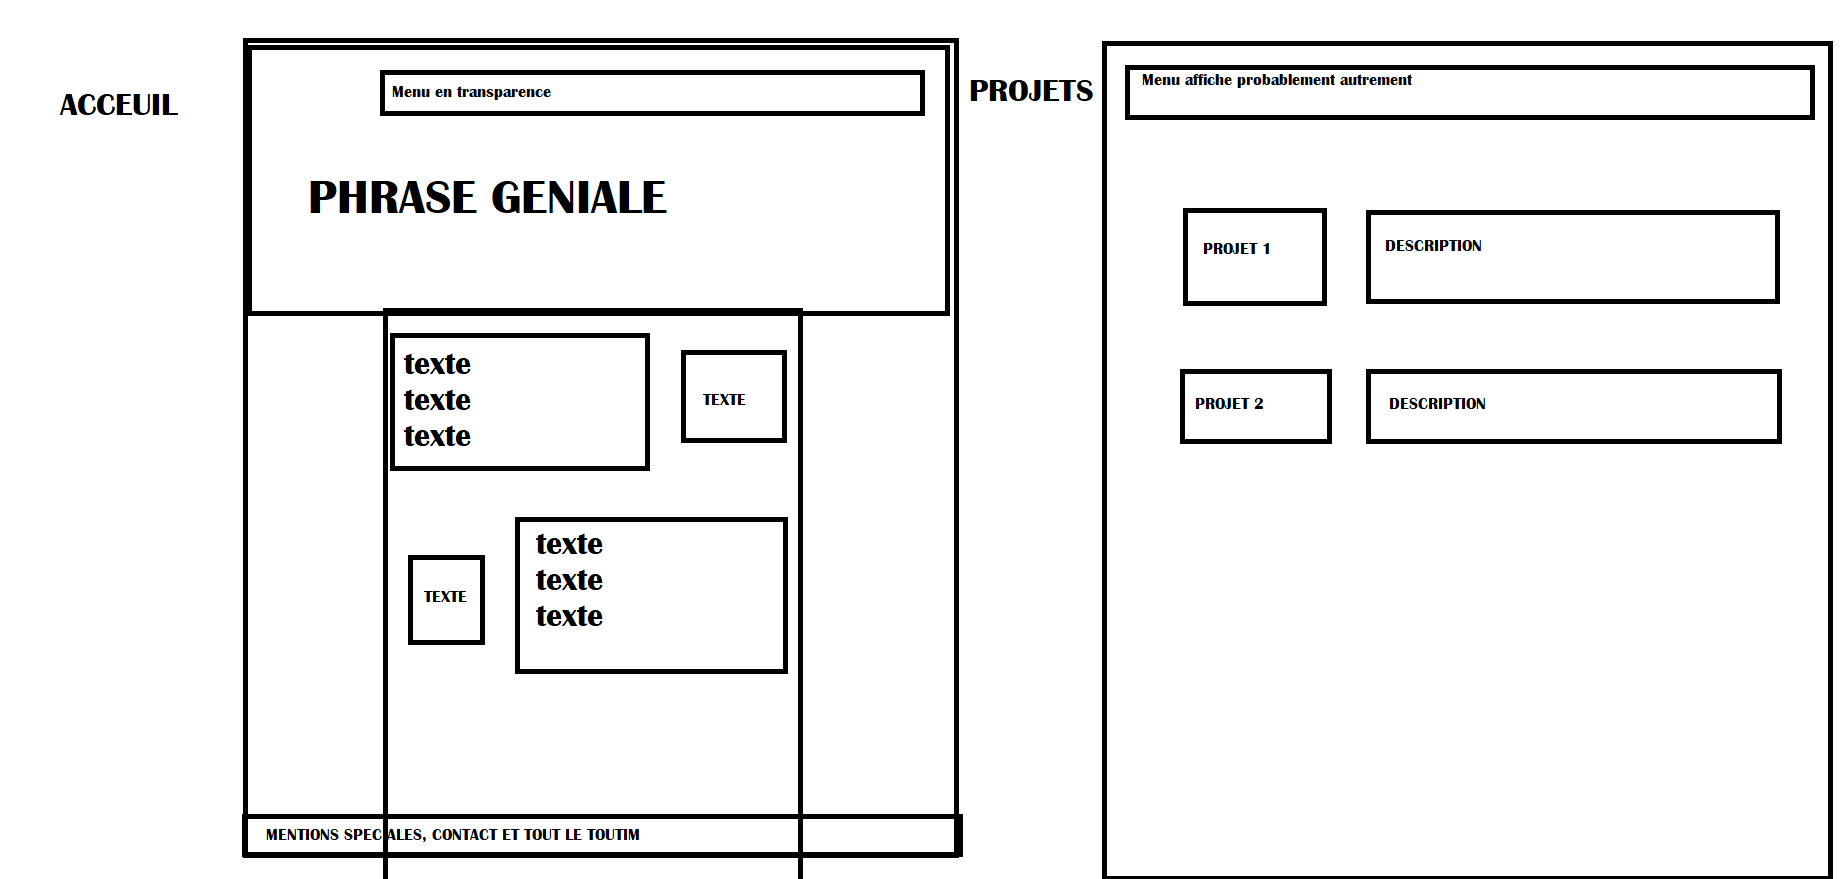 ACCEUIL
Menu en transparence
PHRASE GENIALE
texte
texte
texte
TEXTE
TEXTE
texte
texte
texte
MENTIONS SPECIALES, CONTACT ET TOUT LE TOUTIM
PROJETS
Menu affiche probablement autrement
PROJET 1
DESCRIPTION
PROJET 2
DESCRIPTION